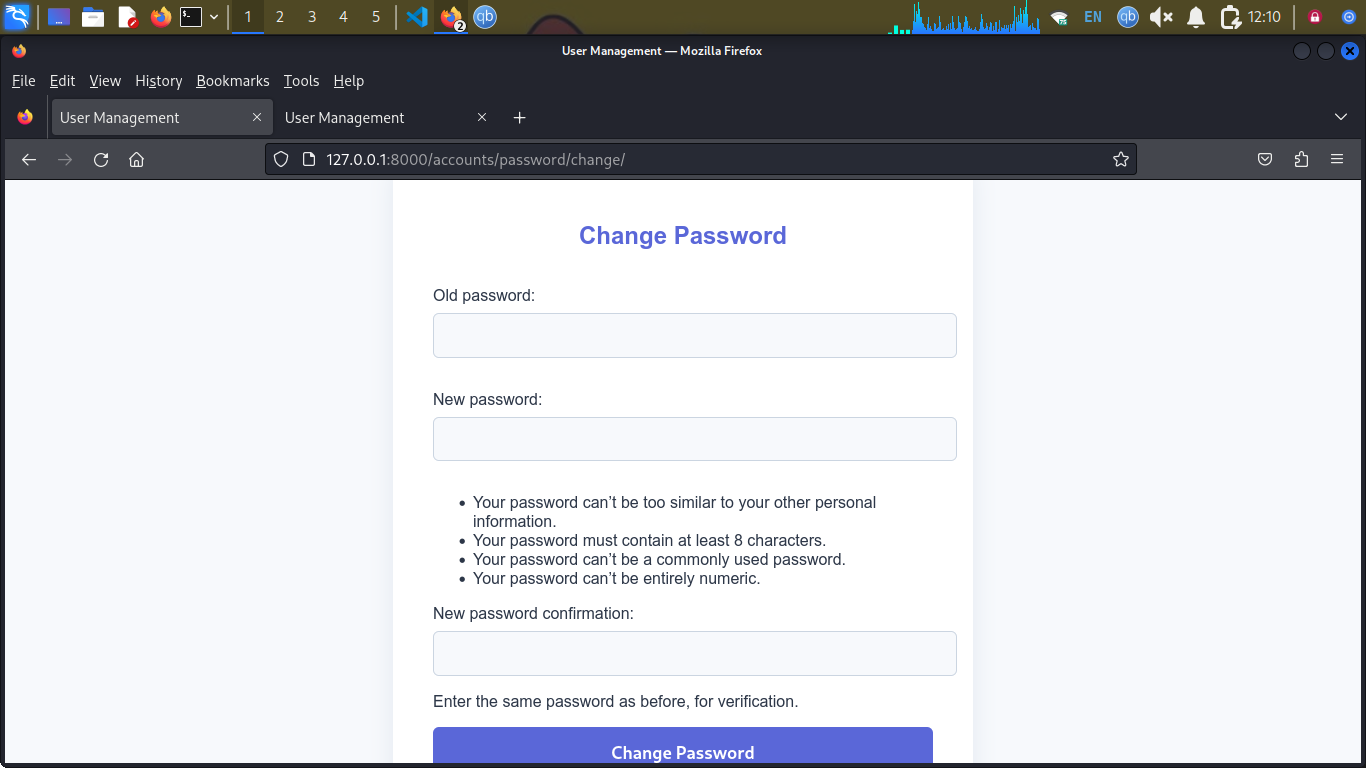 1 2 3 4 5 2 qb EN qb 12:10
User Management — Mozilla Firefox
File Edit View History Bookmarks Tools Help
User Management User Management
127.0.0.1:8000/accounts/password/change/
Change Password
Old password:
New password:
• Your password can’t be too similar to your other personal
information.
• Your password must contain at least 8 characters.
• Your password can’t be a commonly used password.
• Your password can’t be entirely numeric.
New password confirmation:
Enter the same password as before, for verification.
Change Password